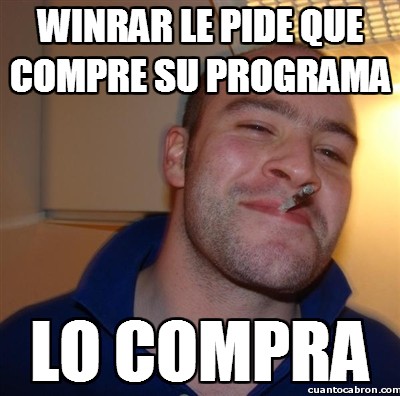 WINRAR LE PIDE QUE
COMPRE SU PROGRAMA
LO COMPRA
cuantocabron.com